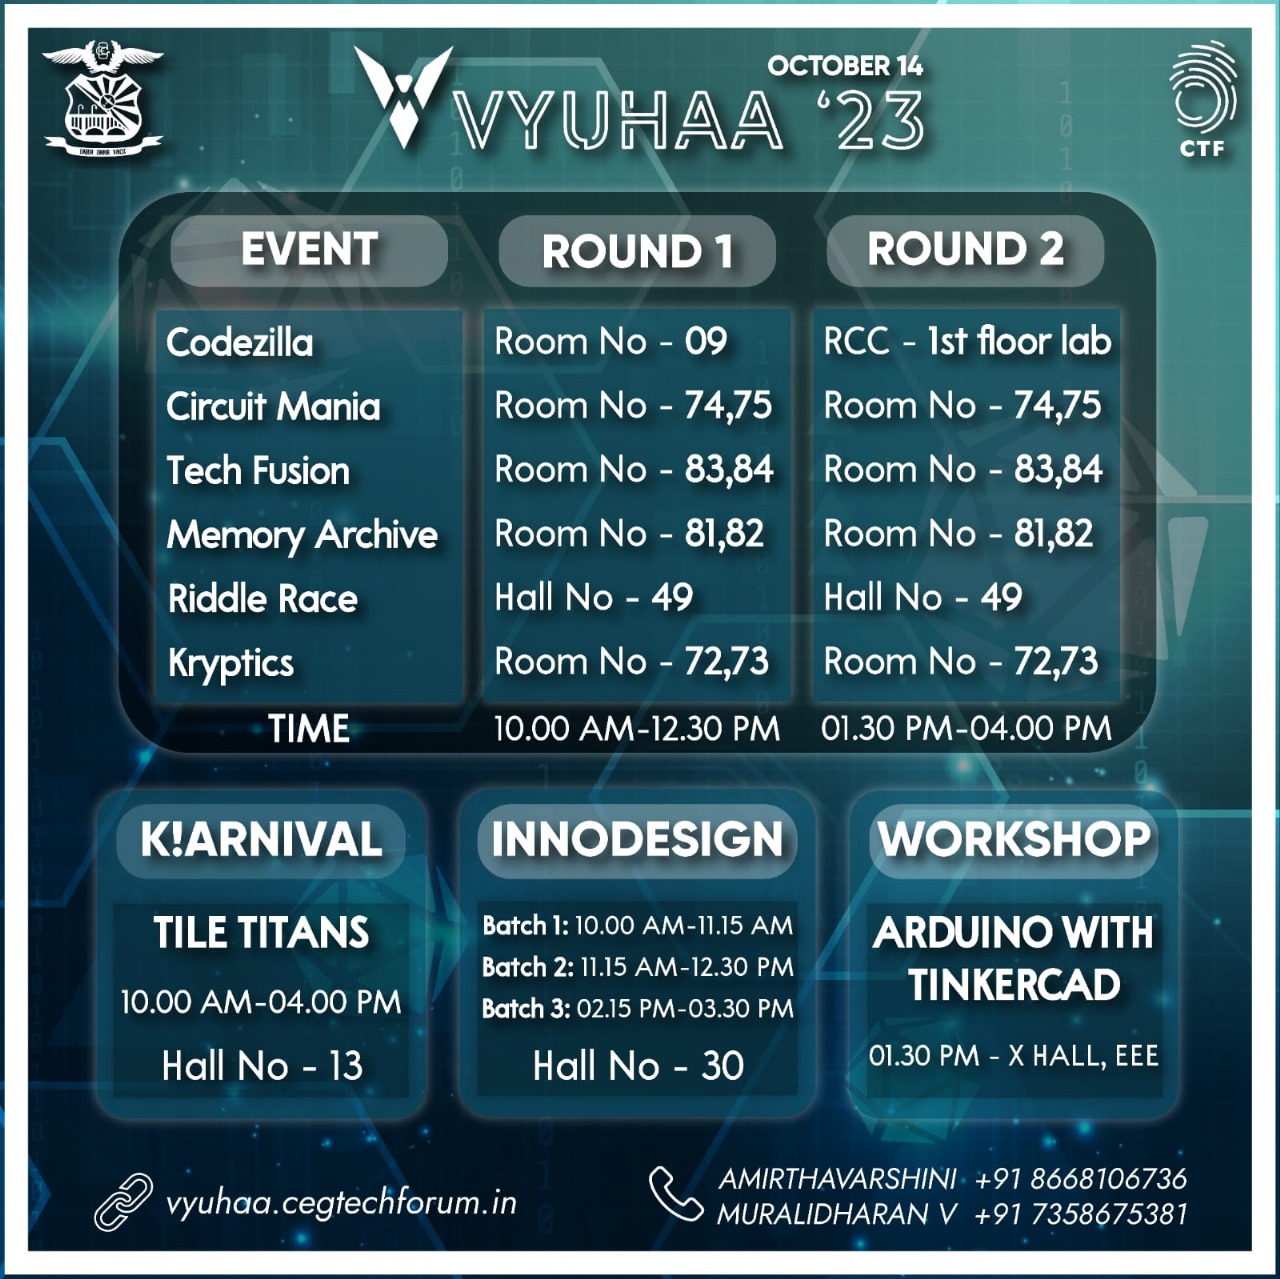 OCTOBER 14
VYUHAA '23
CTF
EVENT ROUND 1 ROUND 2
Codezilla Room No - 09 RCC - 1st floor lab
Circuit Mania Room No - 74,75 Room No - 74,75
Tech Fusion Room No - 83,84 Room No - 83,84
Memory Archive Room No - 81,82 Room No - 81,82
Riddle Race Hall No - 49 Hall No - 49
Kryptics Room No - 72,73 Room No - 72,73
TIME 10.00 AM-12.30 PM 01.30 PM-04.00 PM
K!ARNIVAL
TILE TITANS
10.00 AM-04.00 PM
Hall No - 13
INNODESIGN
Batch 1: 10.00 AM-11.15 AM
Batch 2: 11.15 AM-12.30 PM
Batch 3: 02.15 PM-03.30 PM
Hall No - 30
WORKSHOP
ARDUINO WITH
TINKERCAD
01.30 PM - X HALL, EEE
vyuhaa.cegtechforum.in
AMIRTHAVARSHINI +91 8668106736
MURALIDHARAN V +91 7358675381